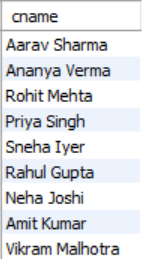 cname
Aarav Sharma
Ananya Verma
Rohit Mehta
Priya Singh
Sneha Iyer
Rahul Gupta
Neha Joshi
Amit Kumar
Vikram Malhotra